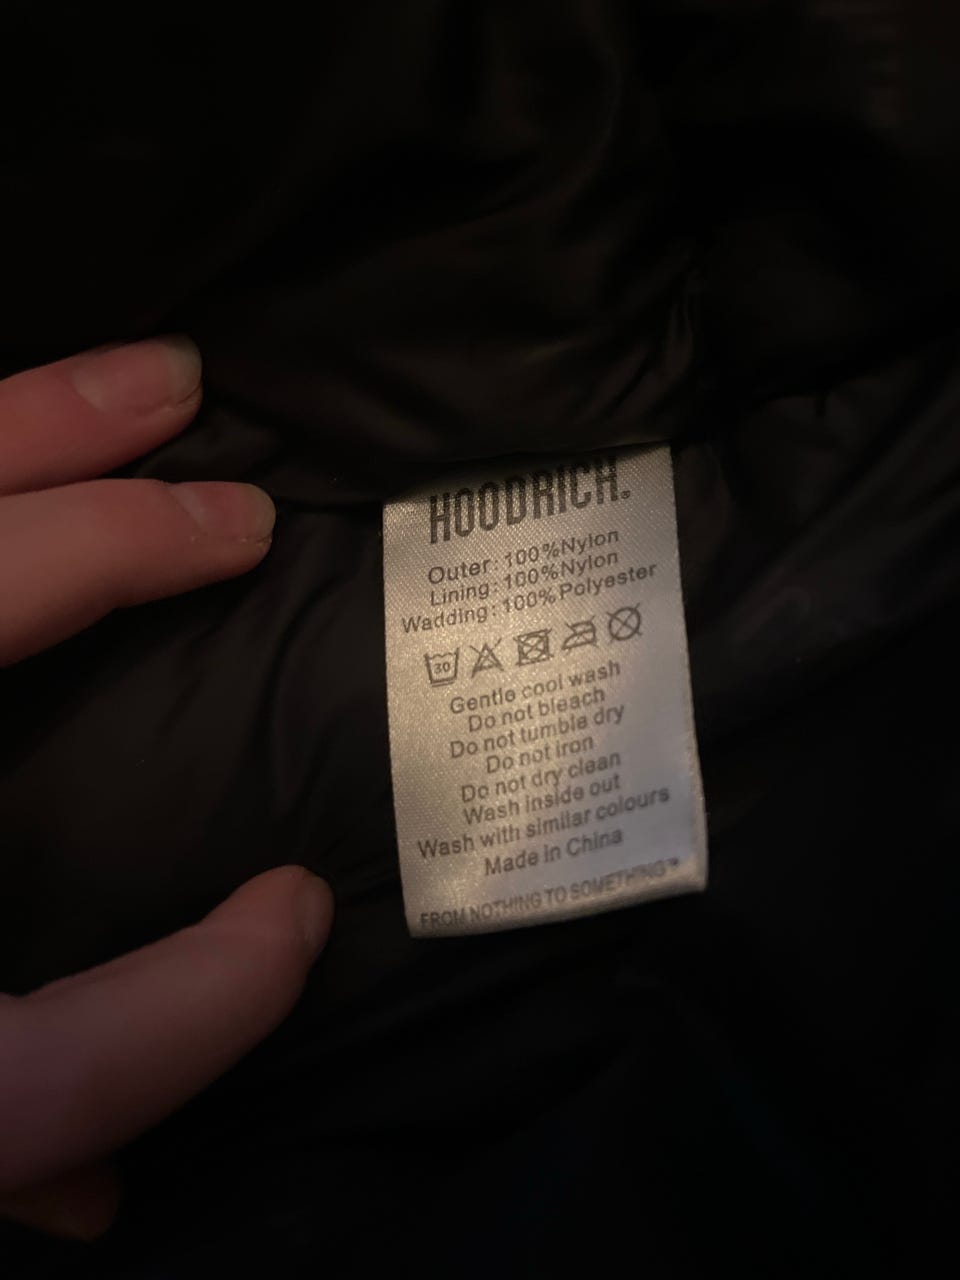 HOODRICH.
Outer: 100%Nylon
Lining: 100%Nylon
Wadding: 100%Polyester
30
Gentle cool wash
Do not bleach
Do not tumble dry
Do not iron
Do not dry clean
Wash inside out
Wash with similar colours
Made in China
FROM NOTHING TO SOMETHING™